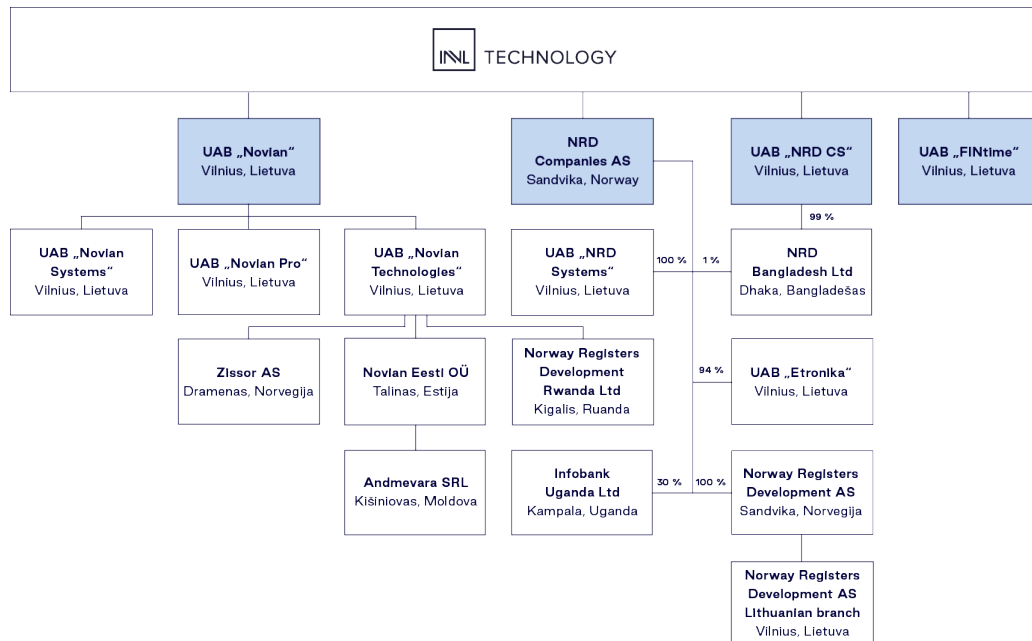 INVL TECHNOLOGY
UAB „Novian“
Vilnius, Lietuva
NRD
Companies AS
Sandvika, Norway
UAB „NRD CS“
Vilnius, Lietuva
UAB „FINtime“
Vilnius, Lietuva
99 %
UAB „Novian
Systems“
Vilnius, Lietuva
UAB „Novian Pro“
Vilnius, Lietuva
UAB „Novian
Technologies“
Vilnius, Lietuva
UAB „NRD
Systems“
Vilnius, Lietuva
100 %
1 %
NRD
Bangladesh Ltd
Dhaka, Bangladešas
Zissor AS
Dramenas, Norvegija
Novian Eesti OÜ
Talinas, Estija
Norway Registers
Development
Rwanda Ltd
Kigalis, Ruanda
94 %
UAB „Etronika“
Vilnius, Lietuva
Andmevara SRL
Kišiniovas, Moldova
Infobank
Uganda Ltd
Kampala, Uganda
30 %
100 %
Norway Registers
Development AS
Sandvika, Norvegija
Norway Registers
Development AS
Lithuanian branch
Vilnius, Lietuva